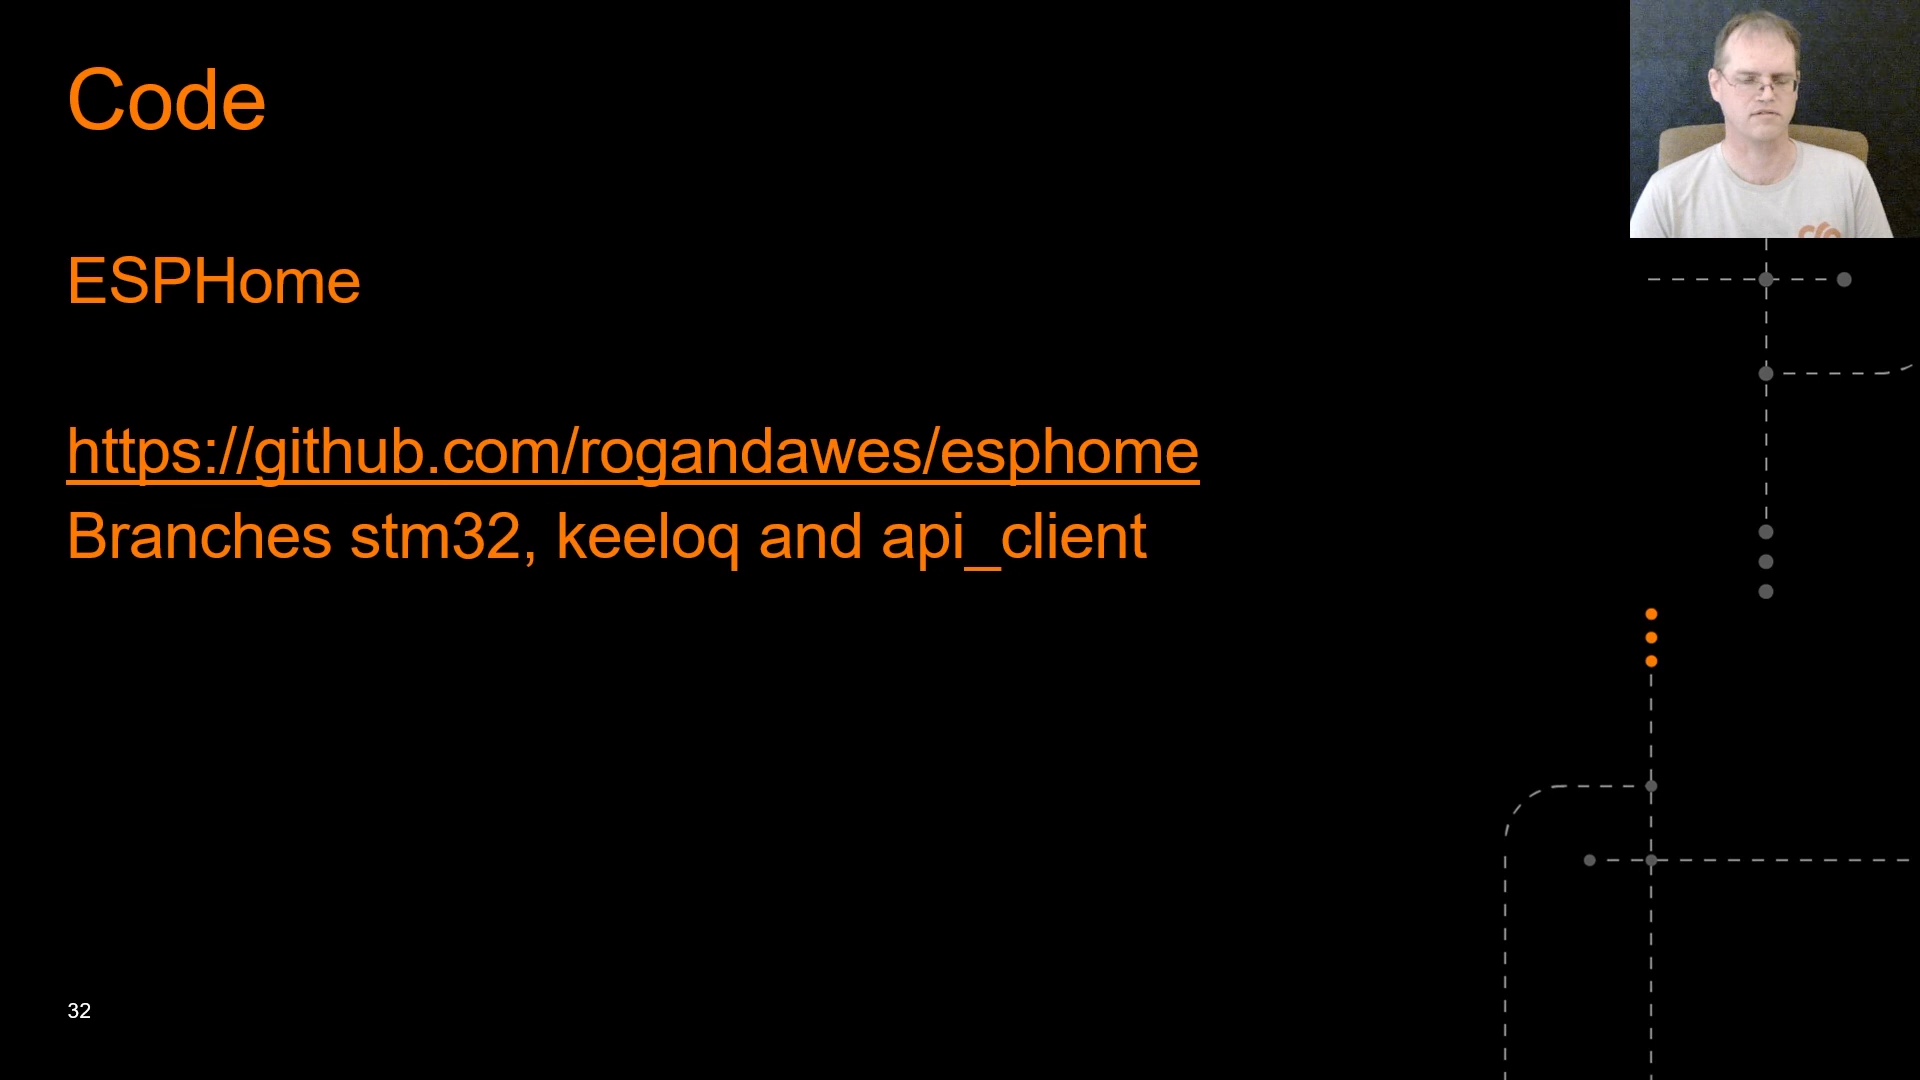 Code
ESPHome
https://github.com/rogandawes/esphome
Branches stm32, keeloq and api_client
32